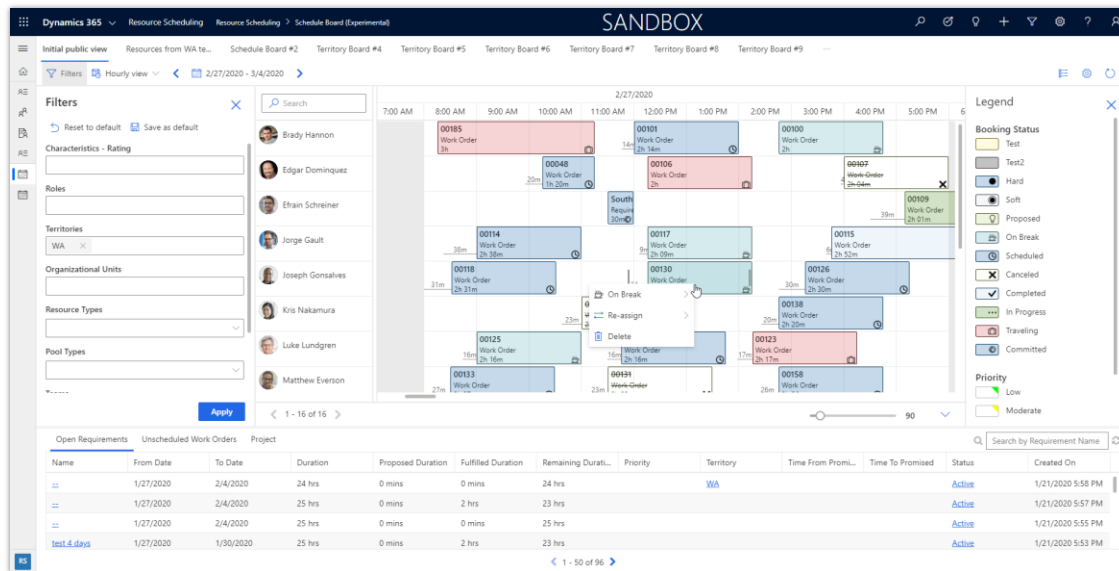 Dynamics 365 Resource Scheduling Resource Scheduling > Schedule Board (Experimental) SANDBOX
Initial public view Resources from WA te... Schedule Board #2 Territory Board #4 Territory Board #5 Territory Board #6 Territory Board #7 Territory Board #8 Territory Board #9 ...
Filters Hourly view 2/27/2020 - 3/4/2020
Filters
Reset to default Save as default
Characteristics - Rating
Roles
Territories
WA
Organizational Units
Resource Types
Pool Types
Apply
Search
Brady Hannon
Edgar Dominquez
Efrain Schreiner
Jorge Gault
Joseph Gonsalves
Kris Nakamura
Luke Lundgren
Matthew Everson
1 - 16 of 16
2/27/2020
7:00 AM 8:00 AM 9:00 AM 10:00 AM 11:00 AM 12:00 PM 1:00 PM 2:00 PM 3:00 PM 4:00 PM 5:00 PM 6
00185 00101 00100
Work Order Work Order Work Order
3h 14m 2h 14m 2h
00048 00106 00107
Work Order Work Order Work Order
20m 1h 20m 2h 2h 04m
South 00109
Require Work Order
30m 39m 2h 01m
00114 00117 00115
Work Order Work Order Work Order
38m 2h 38m 9m 2h 09m 2h 52m
00118 00130 00126
Work Order Work Order Work Order
31m 2h 31m 30m 2h 30m
On Break
Re-assign
Delete
00138
Work Order
23m 20m 2h 20m
00125 00123
Work Order Work Order Work Order
16m 2h 16m 16m 2h 16m 17m 2h 17m
00133 00131 00158
Work Order Work Order Work Order
27m 23m 26m
90
Legend
Booking Status
Test
Test2
Hard
Soft
Proposed
On Break
Scheduled
Canceled
Completed
In Progress
Traveling
Committed
Priority
Low
Moderate
Open Requirements Unscheduled Work Orders Project Search by Requirement Name
Name From Date To Date Duration Proposed Duration Fulfilled Duration Remaining Durati... Priority Territory Time From Promi... Time To Promised Status Created On
-- 1/27/2020 2/4/2020 24 hrs 0 mins 0 mins 24 hrs WA Active 1/21/2020 5:58 PM
-- 1/27/2020 2/4/2020 25 hrs 0 mins 2 hrs 23 hrs Active 1/21/2020 5:57 PM
-- 1/27/2020 2/4/2020 25 hrs 0 mins 0 mins 25 hrs Active 1/21/2020 5:55 PM
test 4 days 1/27/2020 1/30/2020 25 hrs 0 mins 2 hrs 23 hrs Active 1/21/2020 5:53 PM
RS 1 - 50 of 96